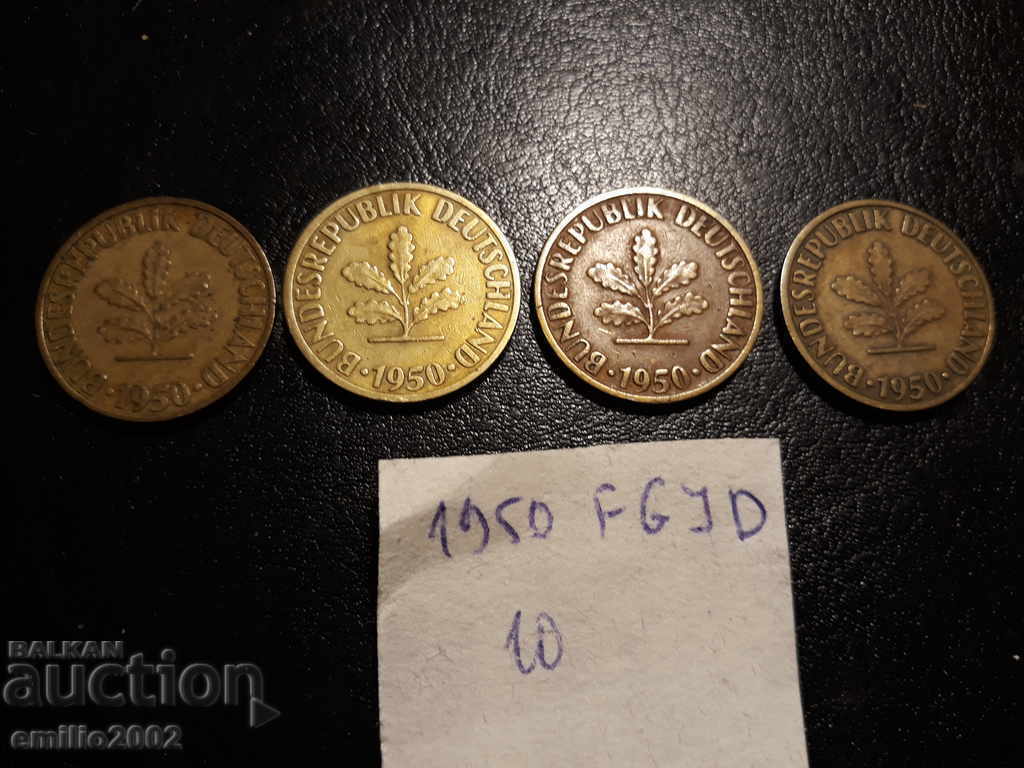 BUNDESREPUBLIK DEUTSCHLAND
· 1950 ·
BUNDESREPUBLIK DEUTSCHLAND
· 1950 ·
BUNDESREPUBLIK DEUTSCHLAND
· 1950 ·
BUNDESREPUBLIK DEUTSCHLAND
· 1950 ·
1950 FGJD
10
BALKAN
auction
emilio2002